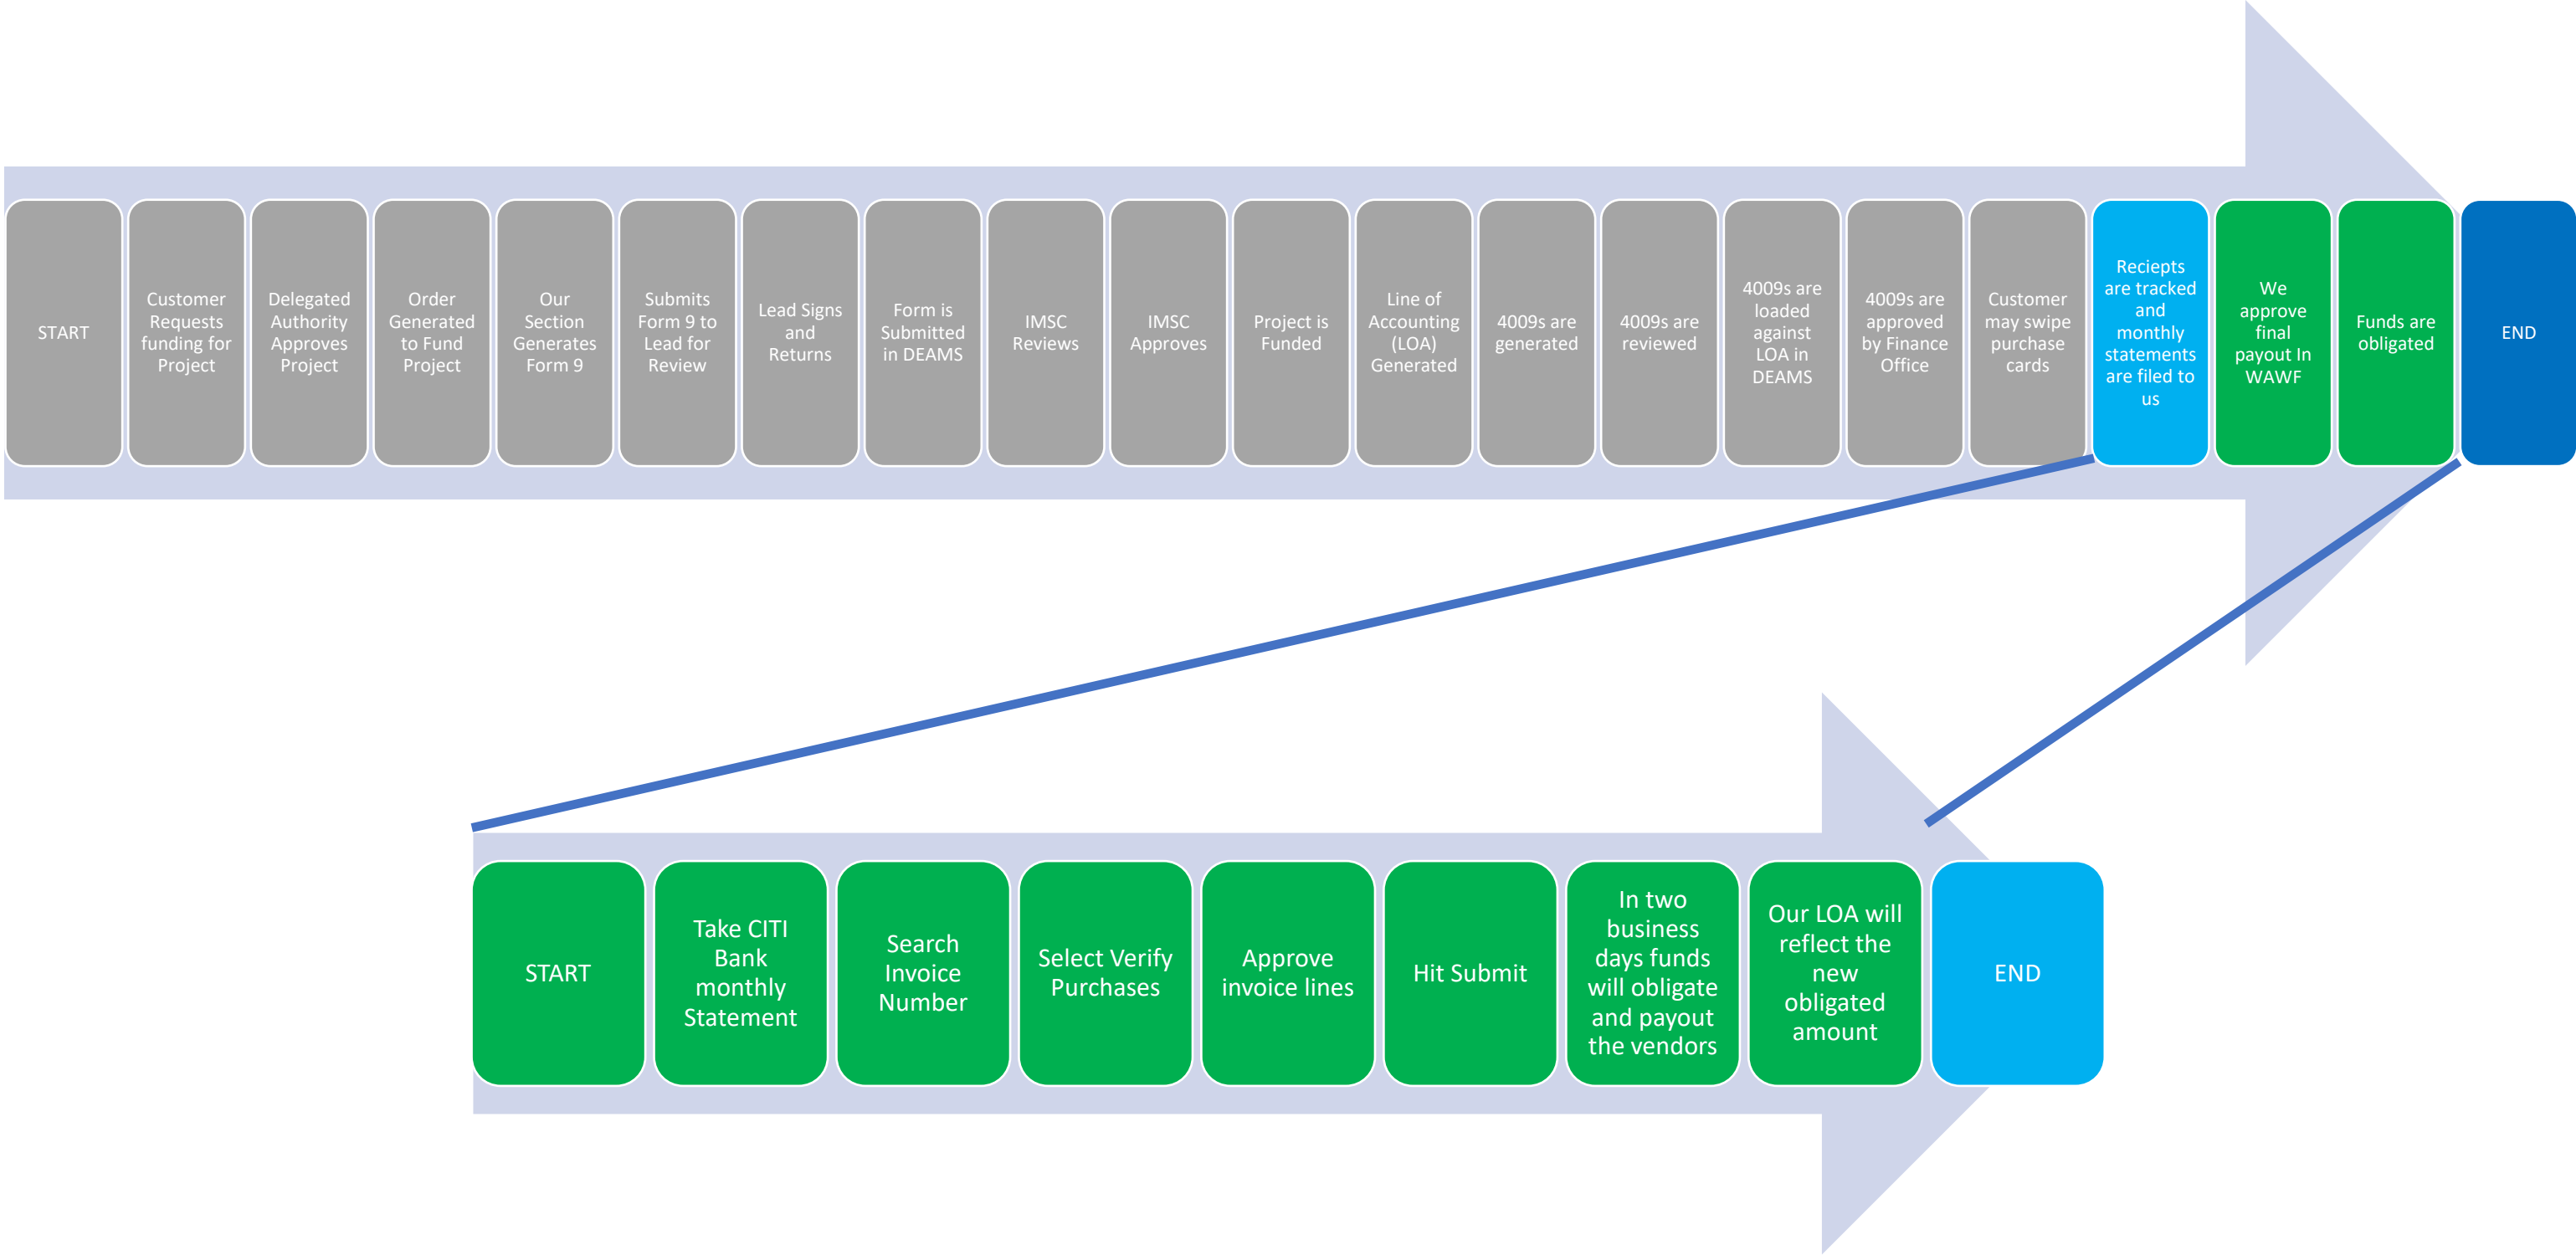 START
Customer
Requests
funding for
Project
Delegated
Authority
Approves
Project
Order
Generated
to Fund
Project
Our
Section
Generates
Form 9
Submits
Form 9 to
Lead for
Review
Lead Signs
and
Returns
Form is
Submitted
in DEAMS
IMSC
Reviews
IMSC
Approves
Project is
Funded
Line of
Accounting
(LOA)
Generated
4009s are
generated
4009s are
reviewed
4009s are
loaded
against
LOA in
DEAMS
4009s are
approved
by Finance
Office
Customer
may swipe
purchase
cards
Reciepts
are tracked
and
monthly
statements
are filed to
us
We
approve
final
payout In
WAWF
Funds are
obligated
END
START
Take CITI
Bank
monthly
Statement
Search
Invoice
Number
Select Verify
Purchases
Approve
invoice lines
Hit Submit
In two
business
days funds
will obligate
and payout
the vendors
Our LOA will
reflect the
new
obligated
amount
END